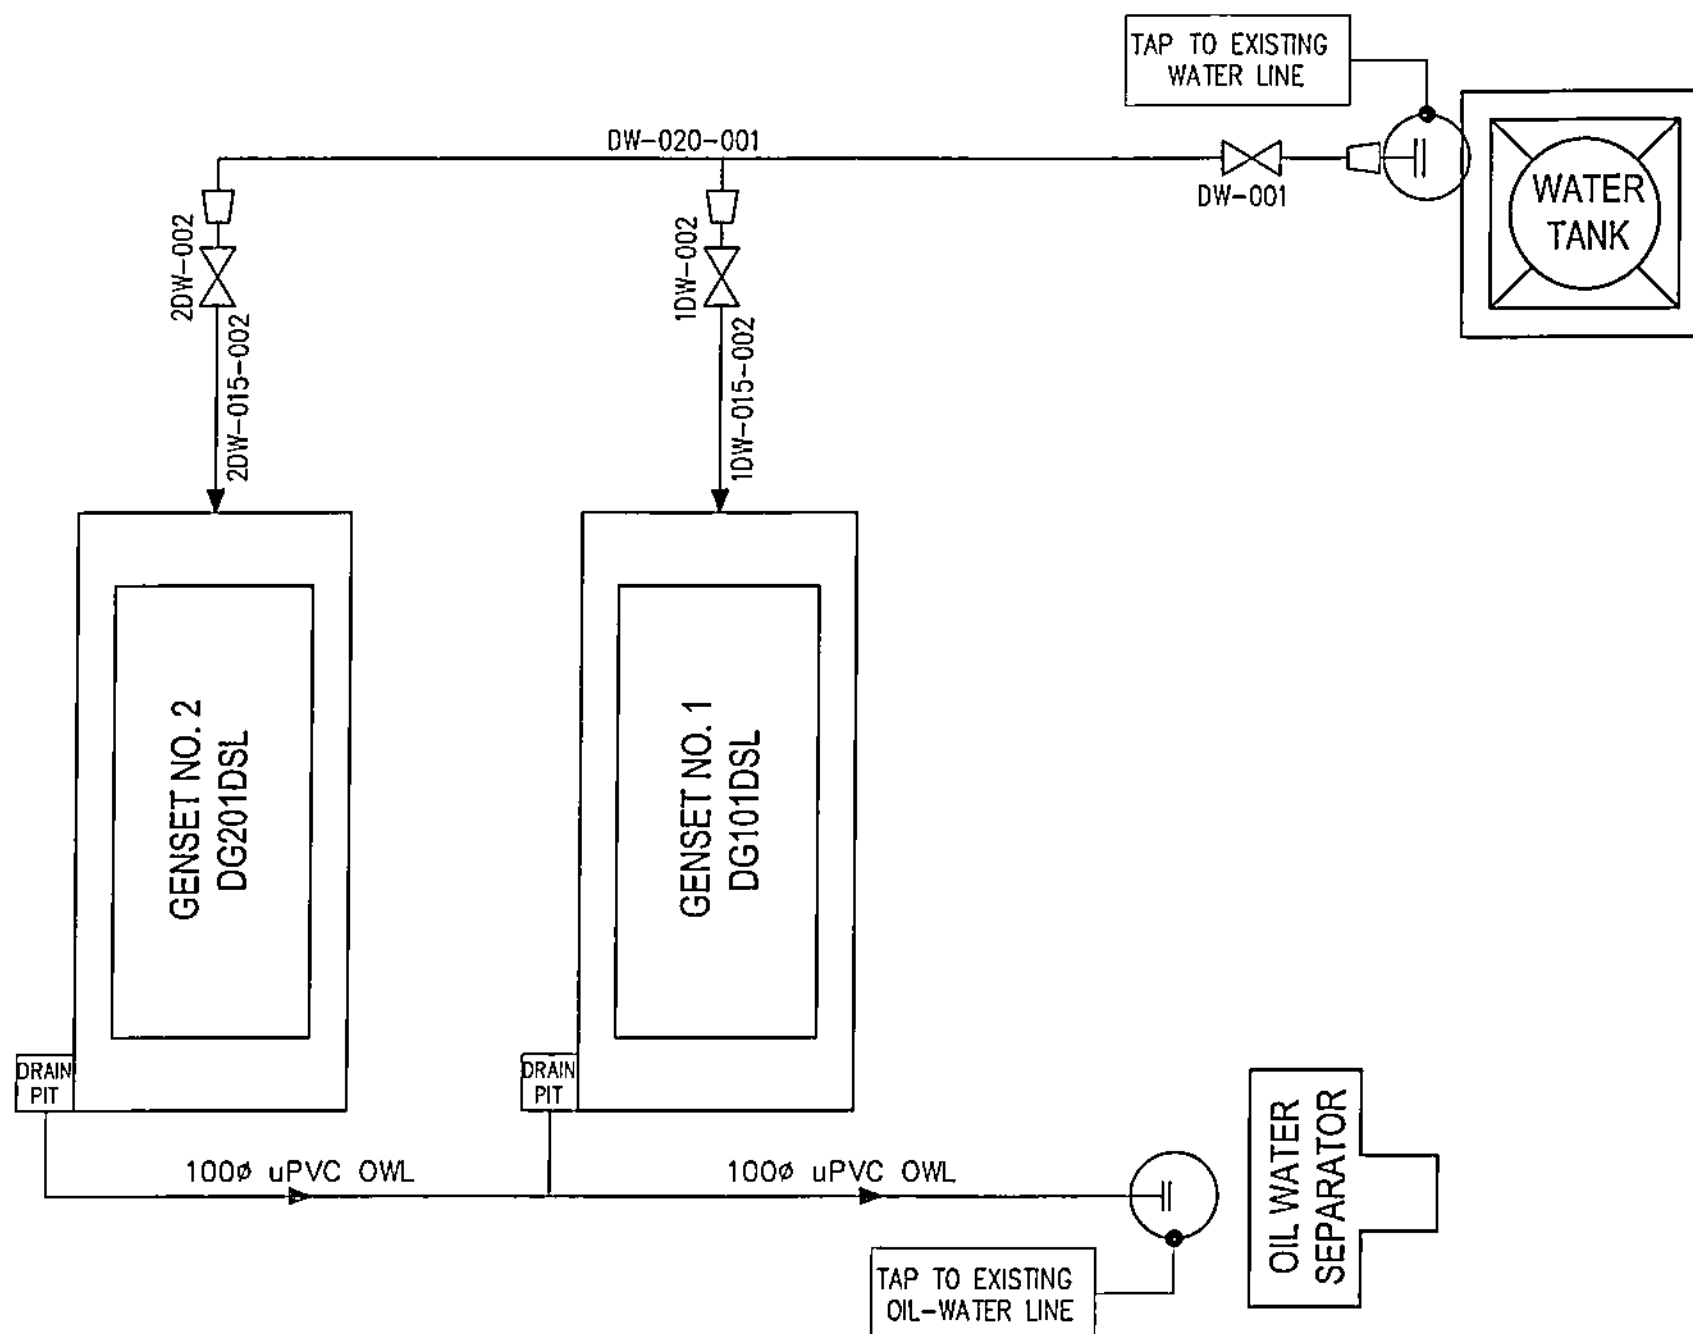 TAP TO EXISTING
WATER LINE
DW-020-001
DW-001
WATER
TANK
2DW-002
1DW-002
2DW-015-002
1DW-015-002
GENSET NO. 2
DG201DSL
GENSET NO. 1
DG101DSL
DRAIN
PIT
DRAIN
PIT
100ø uPVC OWL
100ø uPVC OWL
OIL WATER
SEPARATOR
TAP TO EXISTING
OIL-WATER LINE